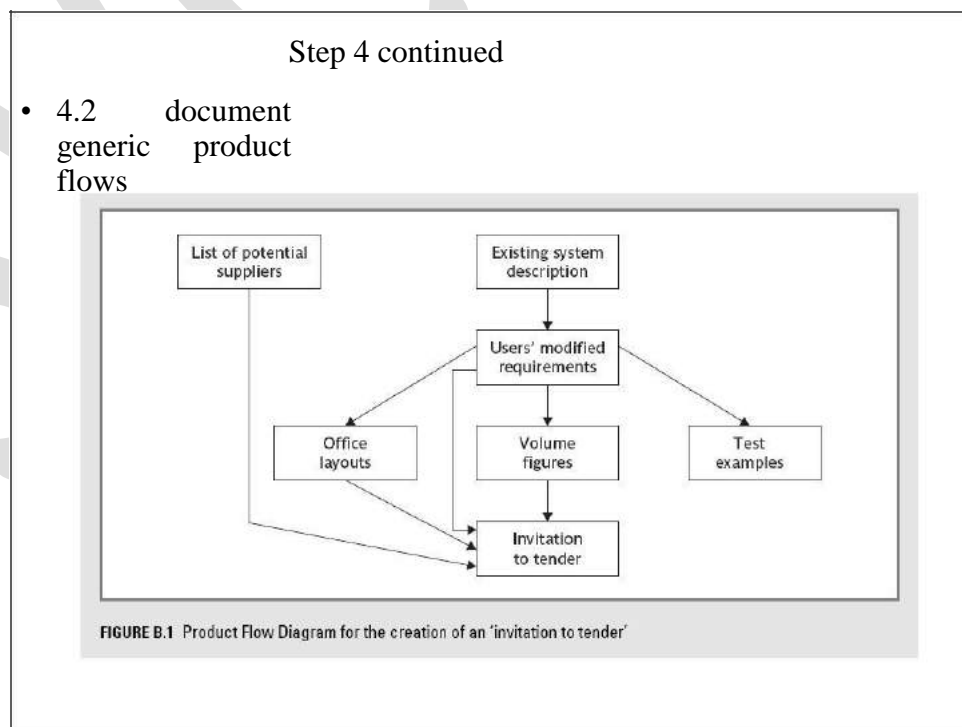 Step 4 continued
• 4.2 document
generic product
flows
List of potential
suppliers
Existing system
description
Users' modified
requirements
Office
layouts
Volume
figures
Test
examples
Invitation
to tender
FIGURE B.1 Product Flow Diagram for the creation of an 'invitation to tender'